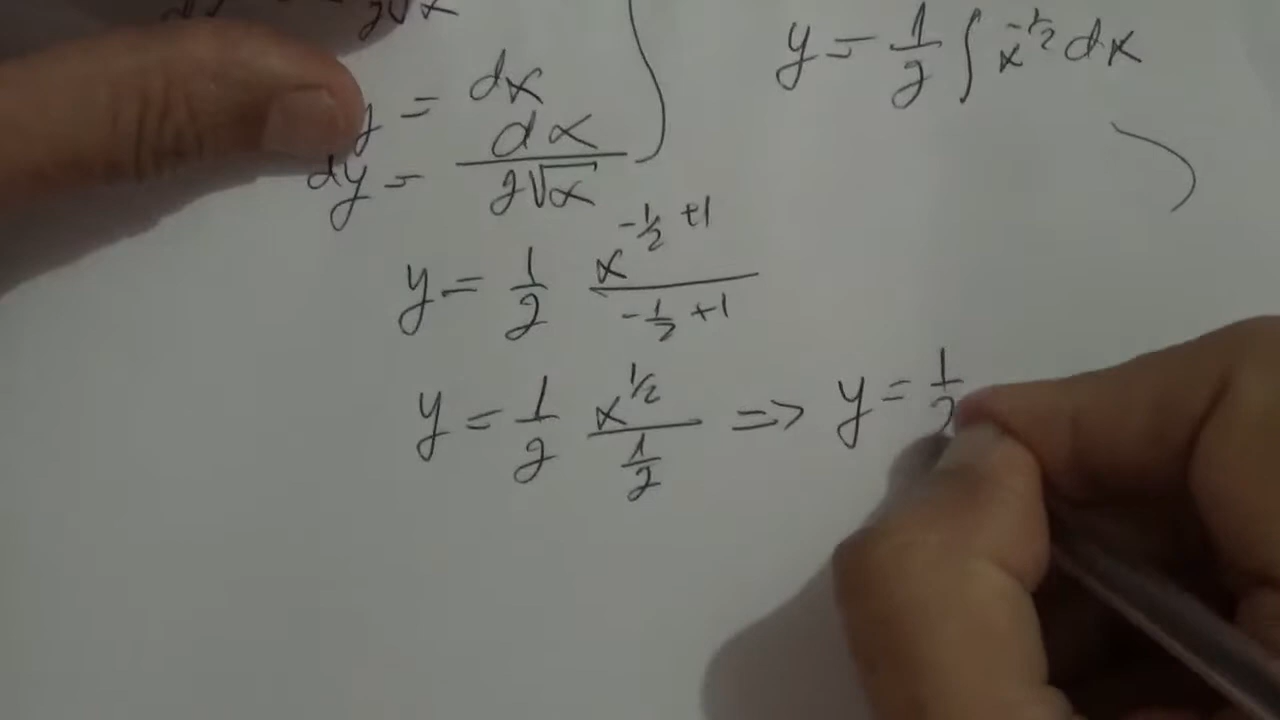 y = 1/2 ∫ x^(-1/2) dx
= dx
dy = dx/(2√x)
y = 1/2 x^(-1/2 +1)/(-1/2 +1)
y = 1/2 x^(1/2)/(1/2) => y = 1/2